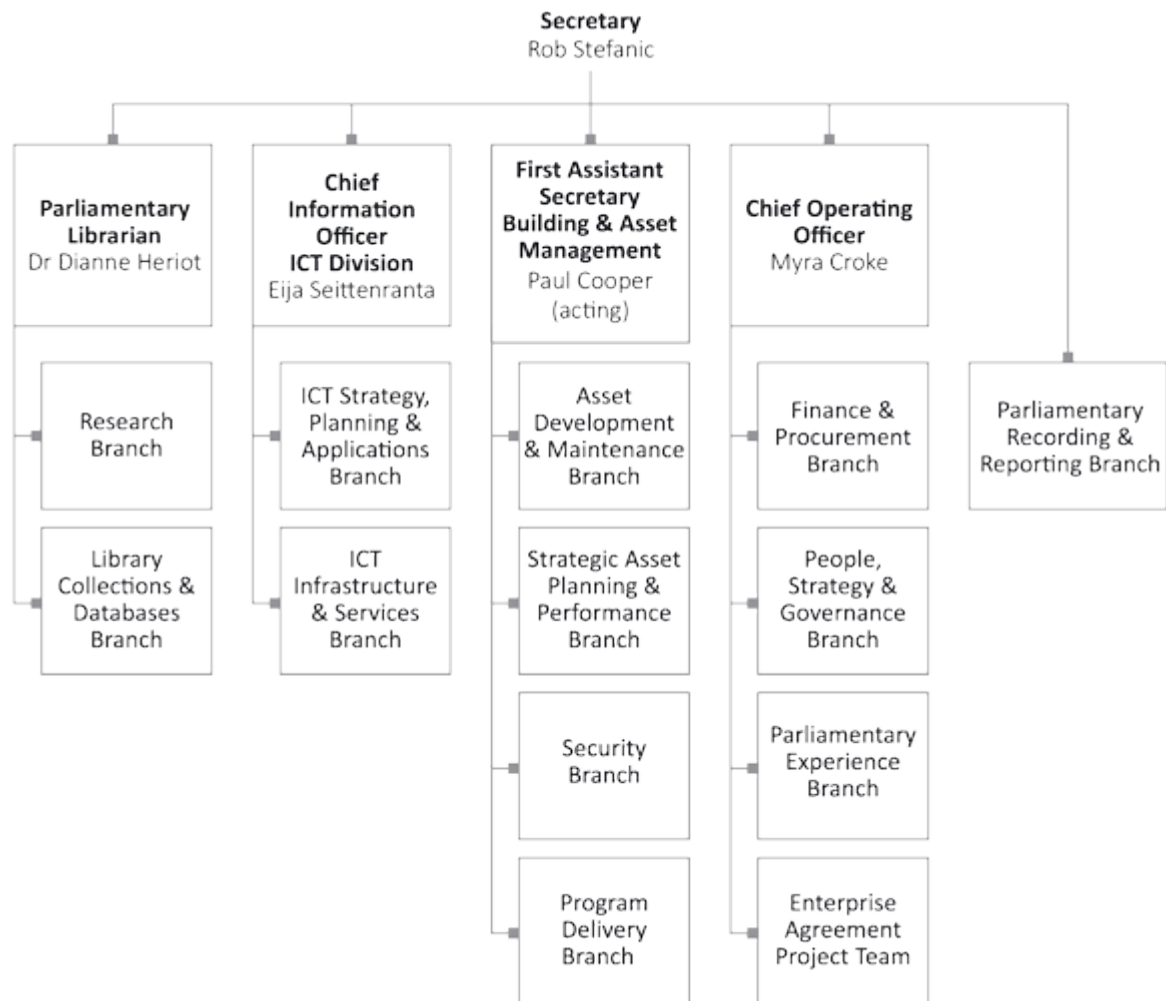 Secretary
Rob Stefanic
Parliamentary
Librarian
Dr Dianne Heriot
Chief
Information
Officer
ICT Division
Eija Seittenranta
First Assistant
Secretary
Building & Asset
Management
Paul Cooper
(acting)
Chief Operating
Officer
Myra Croke
Research
Branch
Library
Collections &
Databases
Branch
ICT Strategy,
Planning &
Applications
Branch
ICT
Infrastructure
& Services
Branch
Asset
Development
& Maintenance
Branch
Strategic Asset
Planning &
Performance
Branch
Security
Branch
Program
Delivery
Branch
Finance &
Procurement
Branch
People,
Strategy &
Governance
Branch
Parliamentary
Experience
Branch
Enterprise
Agreement
Project Team
Parliamentary
Recording &
Reporting Branch